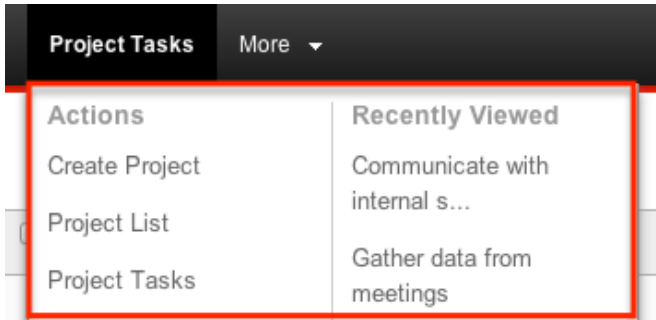 Project Tasks More
Actions
Create Project
Project List
Project Tasks
Recently Viewed
Communicate with
internal s...
Gather data from
meetings